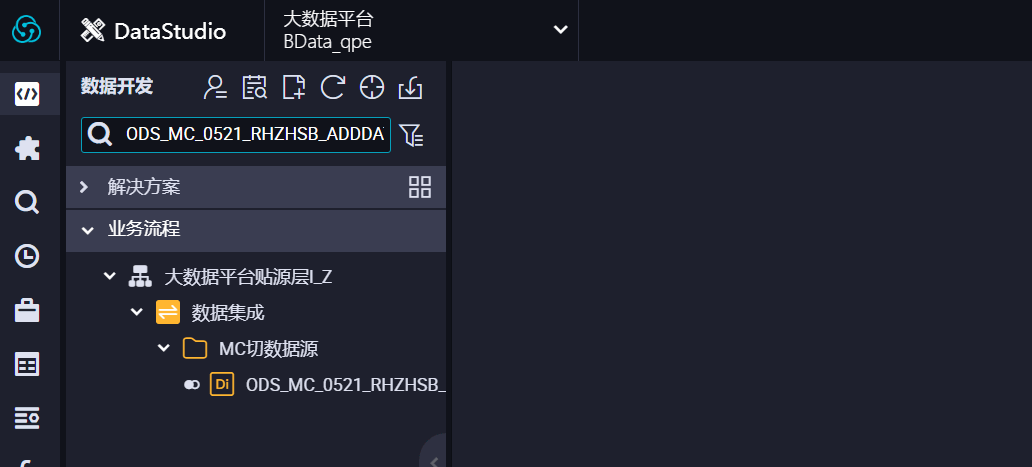 DataStudio
大数据平台
BData_qpe
数据开发
ODS_MC_0521_RHZHSB_ADDDA
解决方案
业务流程
大数据平台贴源层I_Z
数据集成
MC切数据源
Di ODS_MC_0521_RHZHSB_